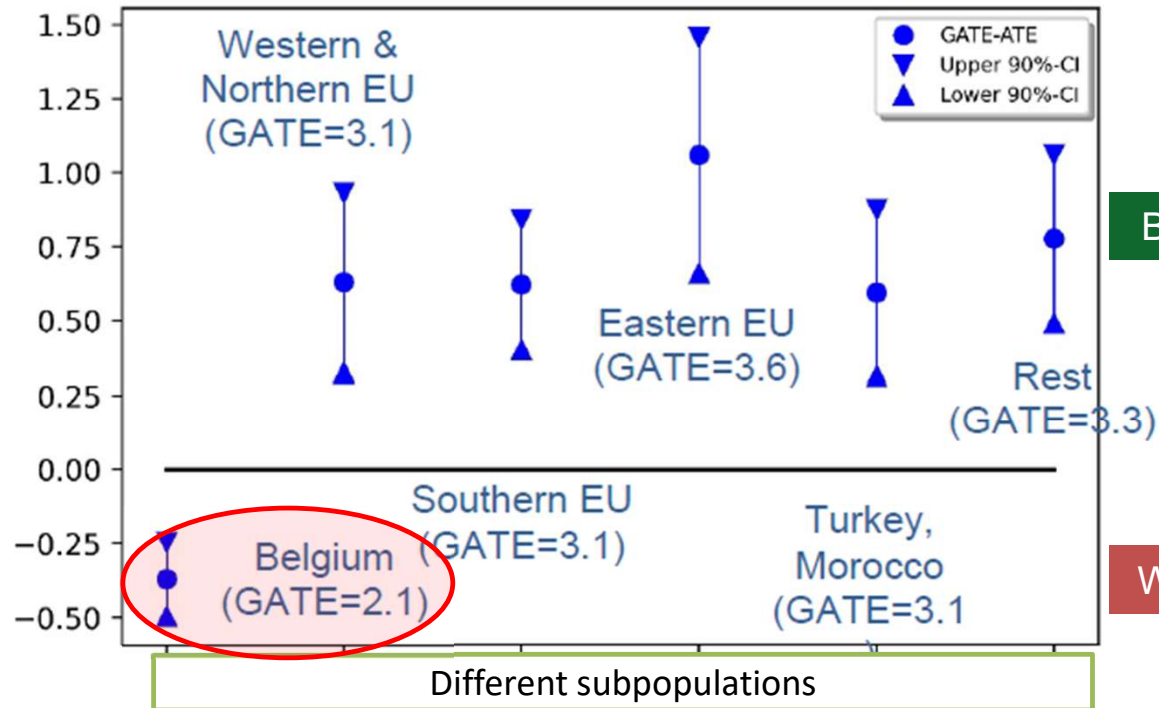 1.50
1.25
1.00
0.75
0.50
0.25
0.00
−0.25
−0.50
Western &
Northern EU
(GATE=3.1)
GATE-ATE
Upper 90%-CI
Lower 90%-CI
B
Eastern EU
(GATE=3.6)
Rest
(GATE=3.3)
Southern EU
(GATE=3.1)
Belgium
(GATE=2.1)
Turkey,
Morocco
(GATE=3.1
)
W
Different subpopulations